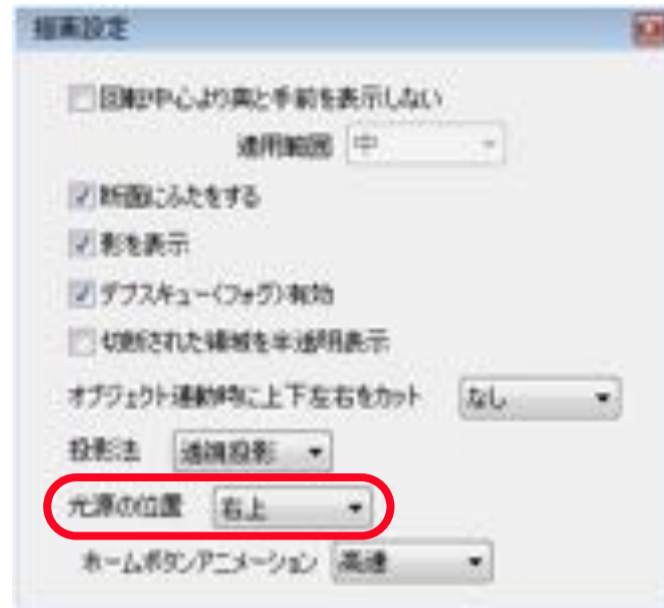 描画設定
回転中心より奥と手前を表示しない
適用範囲 中
断面にふたをする
影を表示
デプスキュー(フォグ)有効
切断された領域を半透明表示
オブジェクト連動時に上下左右をカット なし
投影法 透視投影
光源の位置 右上
ホームボタンアニメーション 高速